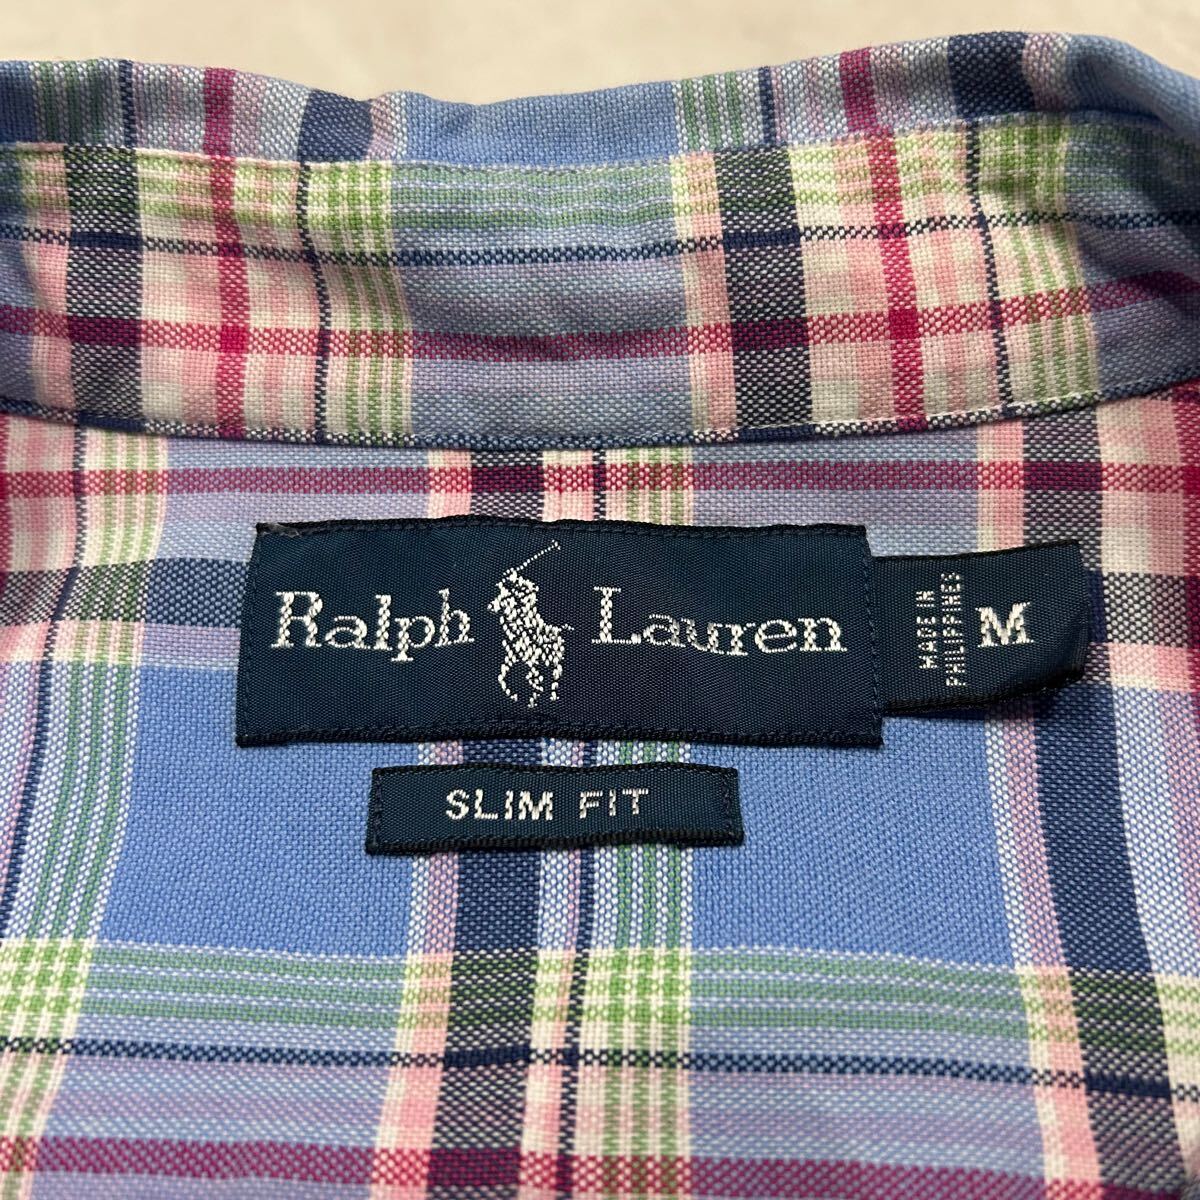 Ralph Lauren
MADE IN
PHILIPPINES
M
SLIM FIT